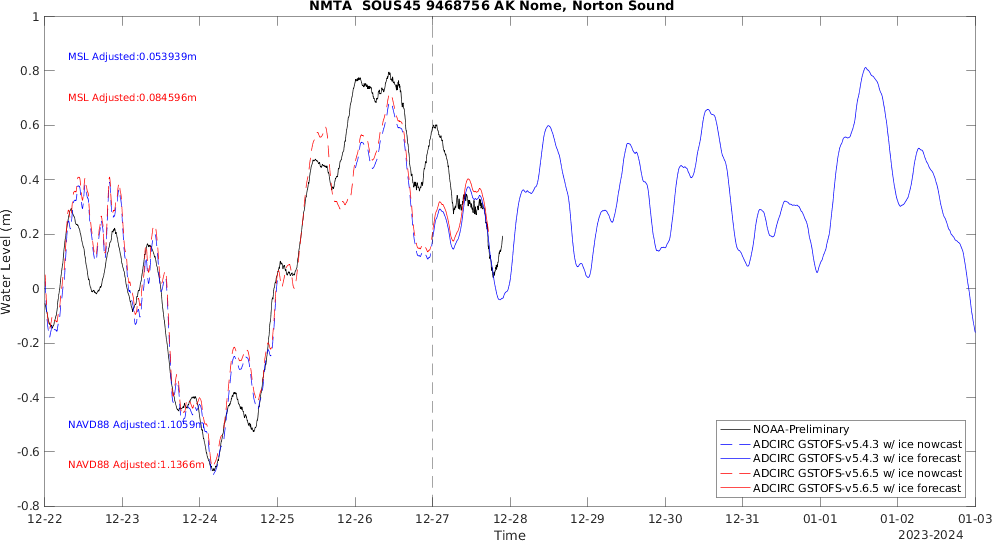 NMTA  SOUS45 9468756 AK Nome, Norton Sound
1
0.8
0.6
0.4
0.2
0
-0.2
-0.4
-0.6
-0.8
Water Level (m)
MSL Adjusted:0.053939m
MSL Adjusted:0.084596m
NAVD88 Adjusted:1.1059m
NAVD88 Adjusted:1.1366m
NOAA-Preliminary
ADCIRC GSTOFS-v5.4.3 w/ ice nowcast
ADCIRC GSTOFS-v5.4.3 w/ ice forecast
ADCIRC GSTOFS-v5.6.5 w/ ice nowcast
ADCIRC GSTOFS-v5.6.5 w/ ice forecast
12-22 12-23 12-24 12-25 12-26 12-27 12-28 12-29 12-30 12-31 01-01 01-02 01-03
Time
2023-2024